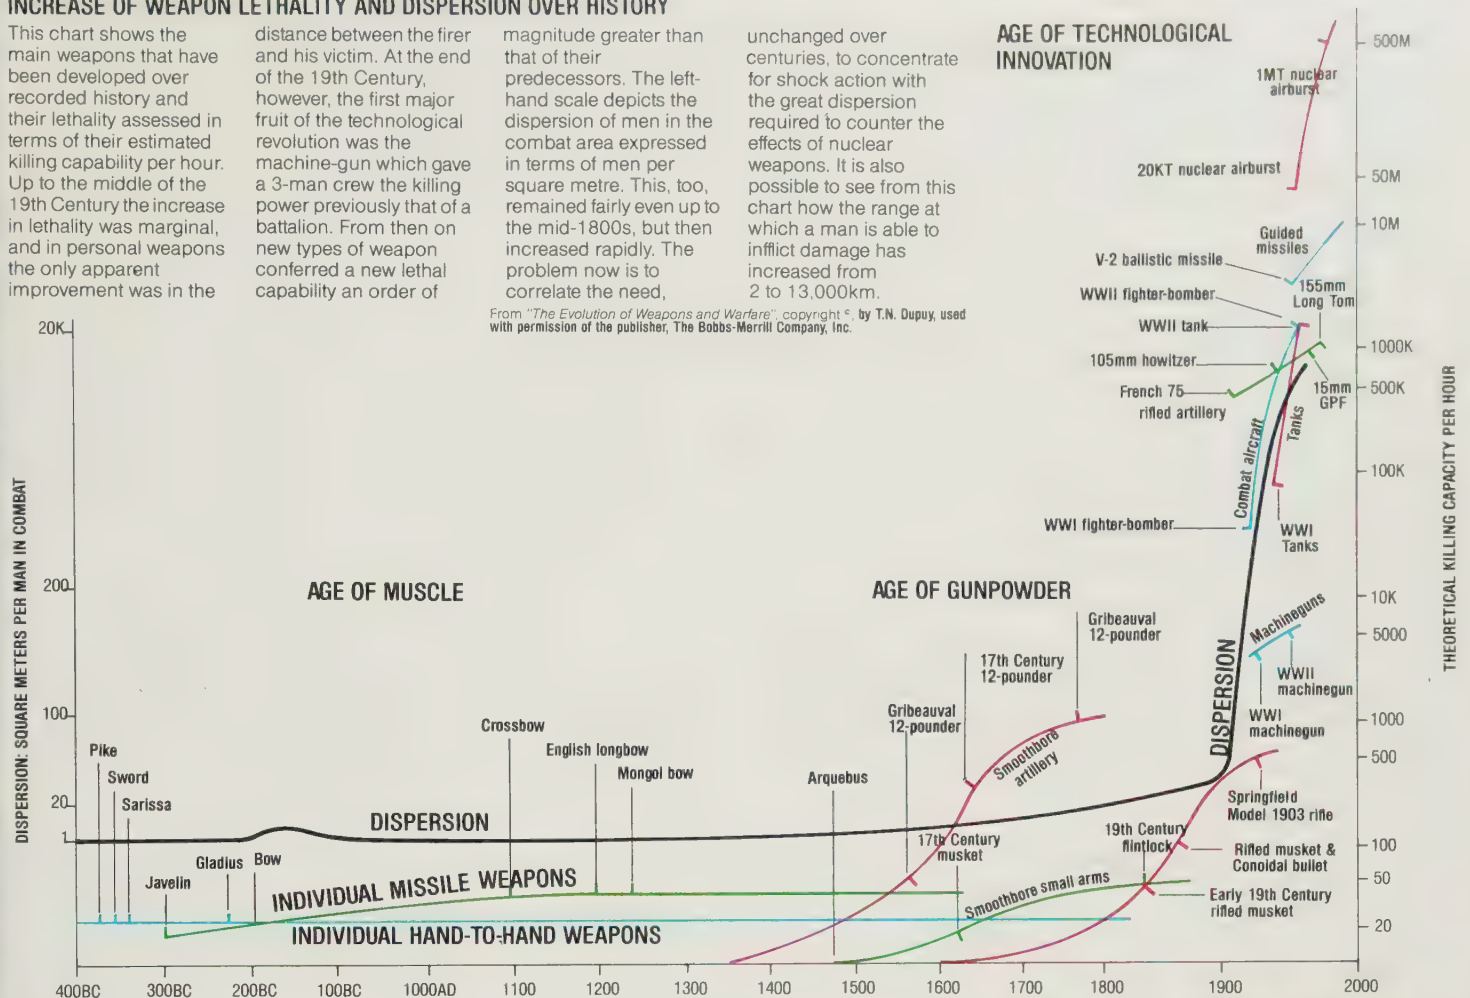 INCREASE OF WEAPON LETHALITY AND DISPERSION OVER HISTORY
This chart shows the
main weapons that have
been developed over
recorded history and
their lethality assessed in
terms of their estimated
killing capability per hour.
Up to the middle of the
19th Century the increase
in lethality was marginal,
and in personal weapons
the only apparent
improvement was in the
distance between the firer
and his victim. At the end
of the 19th Century,
however, the first major
fruit of the technological
revolution was the
machine-gun which gave
a 3-man crew the killing
power previously that of a
battalion. From then on
new types of weapon
conferred a new lethal
capability an order of
magnitude greater than
that of their
predecessors. The left-
hand scale depicts the
dispersion of men in the
combat area expressed
in terms of men per
square metre. This, too,
remained fairly even up to
the mid-1800s, but then
increased rapidly. The
problem now is to
correlate the need,
unchanged over
centuries, to concentrate
for shock action with
the great dispersion
required to counter the
effects of nuclear
weapons. It is also
possible to see from this
chart how the range at
which a man is able to
inflict damage has
increased from
2 to 13,000km.
From "The Evolution of Weapons and Warfare", copyright ©, by T.N. Dupuy, used
with permission of the publisher, The Bobbs-Merrill Company, Inc.
AGE OF TECHNOLOGICAL
INNOVATION
1MT nuclear
airburst
20KT nuclear airburst
Guided
missiles
V-2 ballistic missile
155mm
Long Tom
WWII fighter-bomber
WWII tank
105mm howitzer
French 75
rifled artillery
15mm
GPF
Combat aircraft
Tanks
WWI fighter-bomber
WWI
Tanks
AGE OF MUSCLE
AGE OF GUNPOWDER
Machineguns
WWII
machinegun
WWI
machinegun
Gribeauval
12-pounder
17th Century
12-pounder
Gribeauval
12-pounder
Smoothbore
artillery
DISPERSION
Crossbow
English longbow
Mongol bow
Arquebus
Pike
Sword
Sarissa
Springfield
Model 1903 rifle
DISPERSION
17th Century
musket
19th Century
flintlock
Rifled musket &
Conoidal bullet
Gladius
Bow
Javelin
INDIVIDUAL MISSILE WEAPONS
Smoothbore small arms
Early 19th Century
rifled musket
INDIVIDUAL HAND-TO-HAND WEAPONS
DISPERSION: SQUARE METERS PER MAN IN COMBAT
20K
200
100
20
1
THEORETICAL KILLING CAPACITY PER HOUR
500M
50M
10M
1000K
500K
100K
10K
5000
1000
500
100
50
20
400BC
300BC
200BC
100BC
1000AD
1100
1200
1300
1400
1500
1600
1700
1800
1900
2000